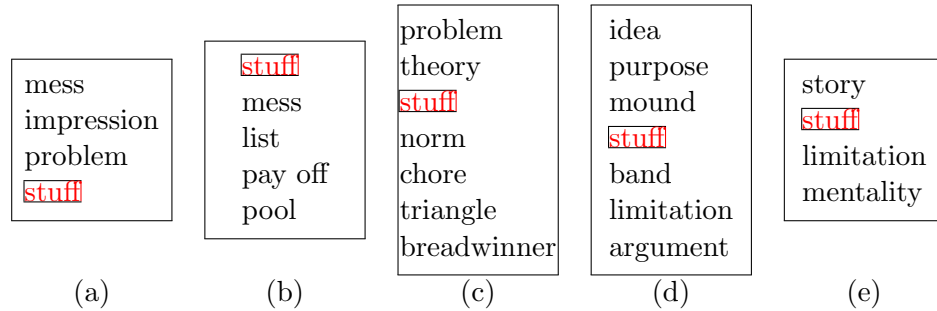 mess
impression
problem
stuff
(a)
stuff
mess
list
pay off
pool
(b)
problem
theory
stuff
norm
chore
triangle
breadwinner
(c)
idea
purpose
mound
stuff
band
limitation
argument
(d)
story
stuff
limitation
mentality
(e)